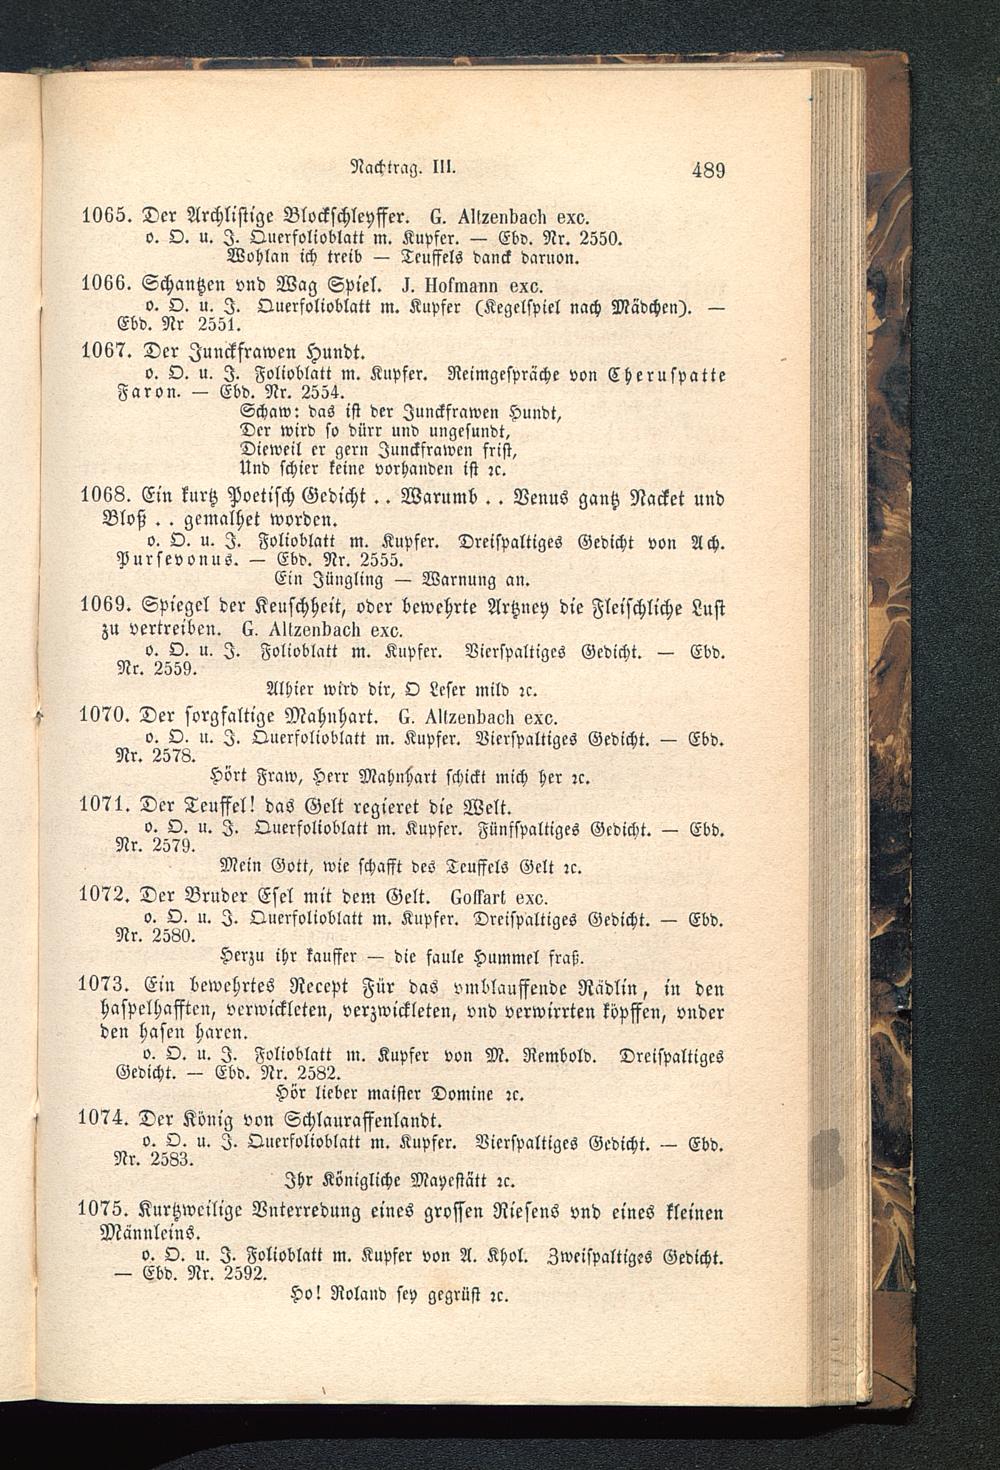 Nachtrag. III. 489
1065. Der Archlistige Blockschleyffer. G. Altzenbach exc.
o. O. u. J. Querfolioblatt m. Kupfer. — Ebd. Nr. 2550.
Wohlan ich treib — Teuffels danck daruon.
1066. Schantzen vnd Wag Spiel. J. Hofmann exc.
o. O. u. J. Querfolioblatt m. Kupfer (Kegelspiel nach Mädchen). —
Ebd. Nr 2551.
1067. Der Junckfrawen Hundt.
o. O. u. J. Folioblatt m. Kupfer. Reimgespräche von Cheruspatte
Faron. — Ebd. Nr. 2554.
Schaw: das ist der Junckfrawen Hundt,
Der wird so dürr und ungesundt,
Dieweil er gern Junckfrawen frist,
Und schier keine vorhanden ist ꝛc.
1068. Ein kurtz Poetisch Gedicht . . Warumb . . Venus gantz Nacket und
Bloß . . gemalhet worden.
o. O. u. J. Folioblatt m. Kupfer. Dreispaltiges Gedicht von Ach.
Pursevonus. — Ebd. Nr. 2555.
Ein Jüngling — Warnung an.
1069. Spiegel der Keuschheit, oder bewehrte Artzney die Fleischliche Lust
zu vertreiben. G. Altzenbach exc.
o. O. u. J. Folioblatt m. Kupfer. Vierspaltiges Gedicht. — Ebd.
Nr. 2559.
Alhier wird dir, O Leser mild ꝛc.
1070. Der sorgfaltige Mahnhart. G. Altzenbach exc.
o. O. u. J. Querfolioblatt m. Kupfer. Vierspaltiges Gedicht. — Ebd.
Nr. 2578.
Hört Fraw, Herr Mahnhart schickt mich her ꝛc.
1071. Der Teuffel! das Gelt regieret die Welt.
o. O. u. J. Querfolioblatt m. Kupfer. Fünfspaltiges Gedicht. — Ebd.
Nr. 2579.
Mein Gott, wie schafft des Teuffels Gelt ꝛc.
1072. Der Bruder Esel mit dem Gelt. Goffart exc.
o. O. u. J. Querfolioblatt m. Kupfer. Dreispaltiges Gedicht. — Ebd.
Nr. 2580.
Herzu ihr kauffer — die faule Hummel fraß.
1073. Ein bewehrtes Recept Für das vmblauffende Rädlin, in den
haspelhafften, verwickleten, verzwickleten, vnd verwirrten köpffen, vnder
den hasen haren.
o. O. u. J. Folioblatt m. Kupfer von M. Rembold. Dreispaltiges
Gedicht. — Ebd. Nr. 2582.
Hör lieber maister Domine ꝛc.
1074. Der König von Schlauraffenlandt.
o. O. u. J. Querfolioblatt m. Kupfer. Vierspaltiges Gedicht. — Ebd.
Nr. 2583.
Ihr Königliche Mayestätt ꝛc.
1075. Kurtzweilige Vnterredung eines grossen Riesens vnd eines kleinen
Männleins.
o. O. u. J. Folioblatt m. Kupfer von A. Khol. Zweispaltiges Gedicht.
— Ebd. Nr. 2592.
Ho! Roland sey gegrüst ꝛc.